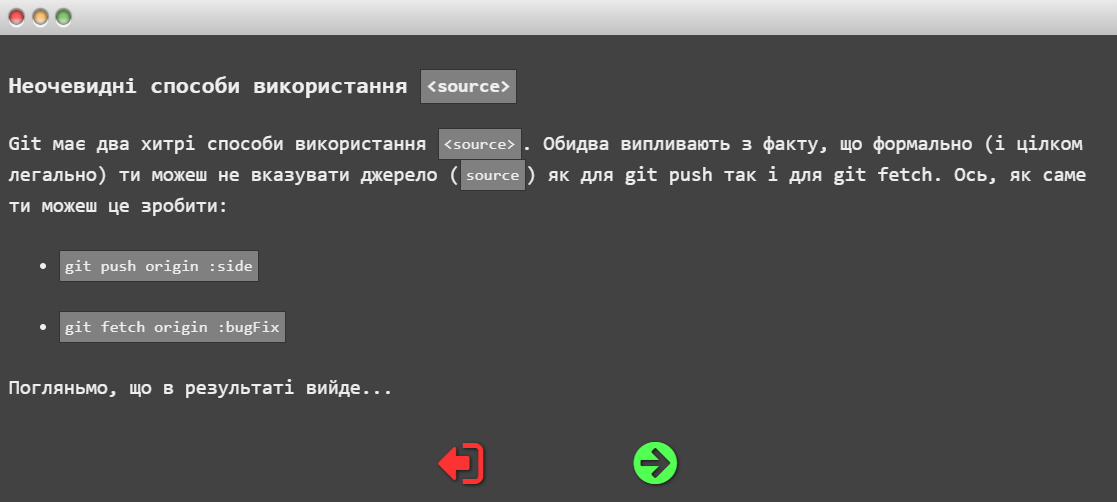 Неочевидні способи використання <source>
Git має два хитрі способи використання <source>. Обидва випливають з факту, що формально (і цілком
легально) ти можеш не вказувати джерело (source) як для git push так і для git fetch. Ось, як саме
ти можеш це зробити:
• git push origin :side
• git fetch origin :bugFix
Погляньмо, що в результаті вийде...